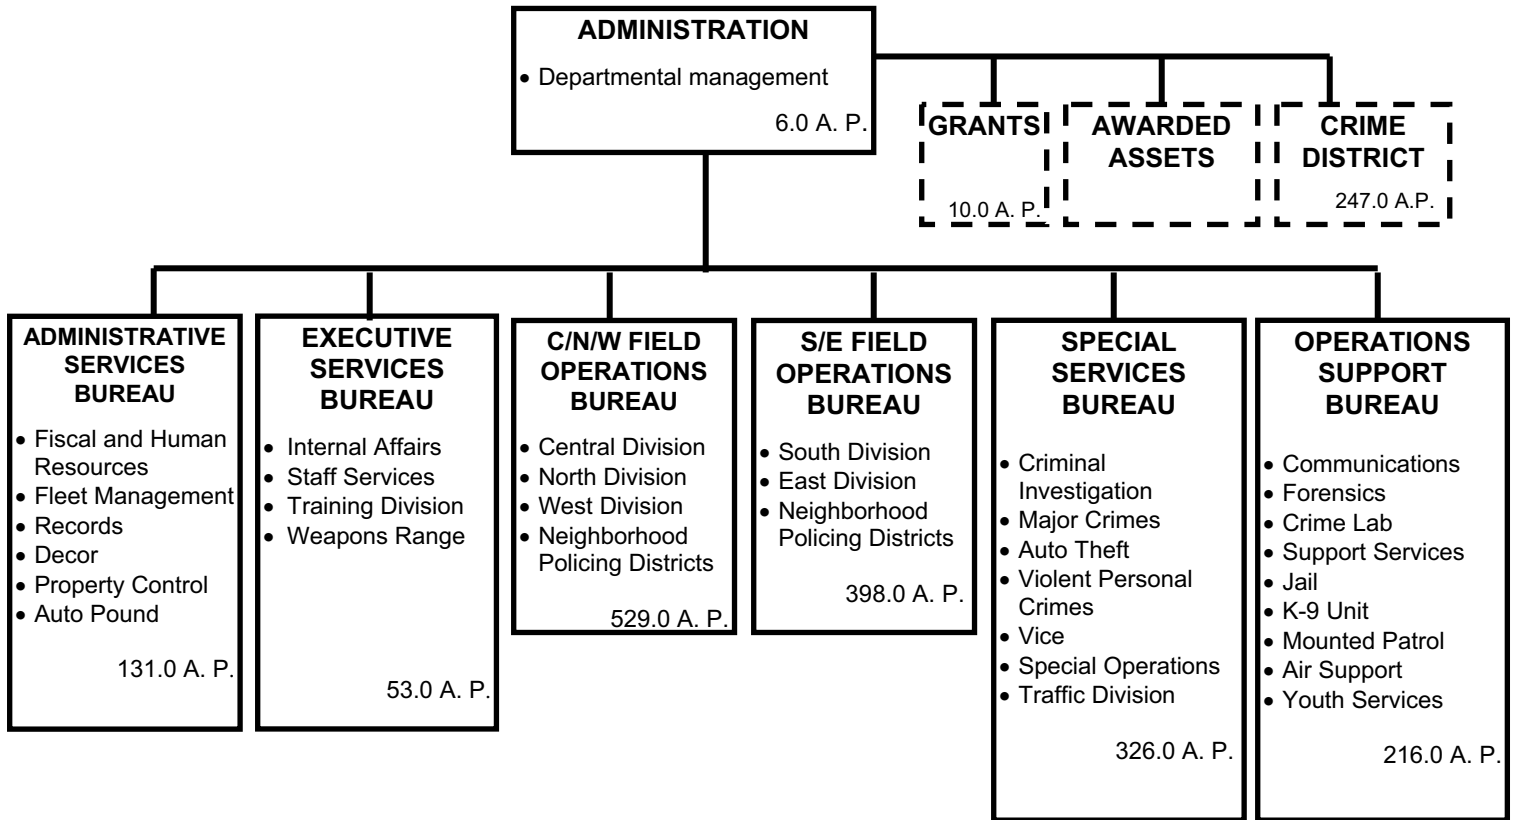 ADMINISTRATION
• Departmental management
6.0 A. P.
GRANTS
10.0 A. P.
AWARDED
ASSETS
CRIME
DISTRICT
247.0 A.P.
ADMINISTRATIVE
SERVICES
BUREAU
• Fiscal and Human
Resources
• Fleet Management
• Records
• Decor
• Property Control
• Auto Pound
131.0 A. P.
EXECUTIVE
SERVICES
BUREAU
• Internal Affairs
• Staff Services
• Training Division
• Weapons Range
53.0 A. P.
C/N/W FIELD
OPERATIONS
BUREAU
• Central Division
• North Division
• West Division
• Neighborhood
Policing Districts
529.0 A. P.
S/E FIELD
OPERATIONS
BUREAU
• South Division
• East Division
• Neighborhood
Policing Districts
398.0 A. P.
SPECIAL
SERVICES
BUREAU
• Criminal
Investigation
• Major Crimes
• Auto Theft
• Violent Personal
Crimes
• Vice
• Special Operations
• Traffic Division
326.0 A. P.
OPERATIONS
SUPPORT
BUREAU
• Communications
• Forensics
• Crime Lab
• Support Services
• Jail
• K-9 Unit
• Mounted Patrol
• Air Support
• Youth Services
216.0 A. P.